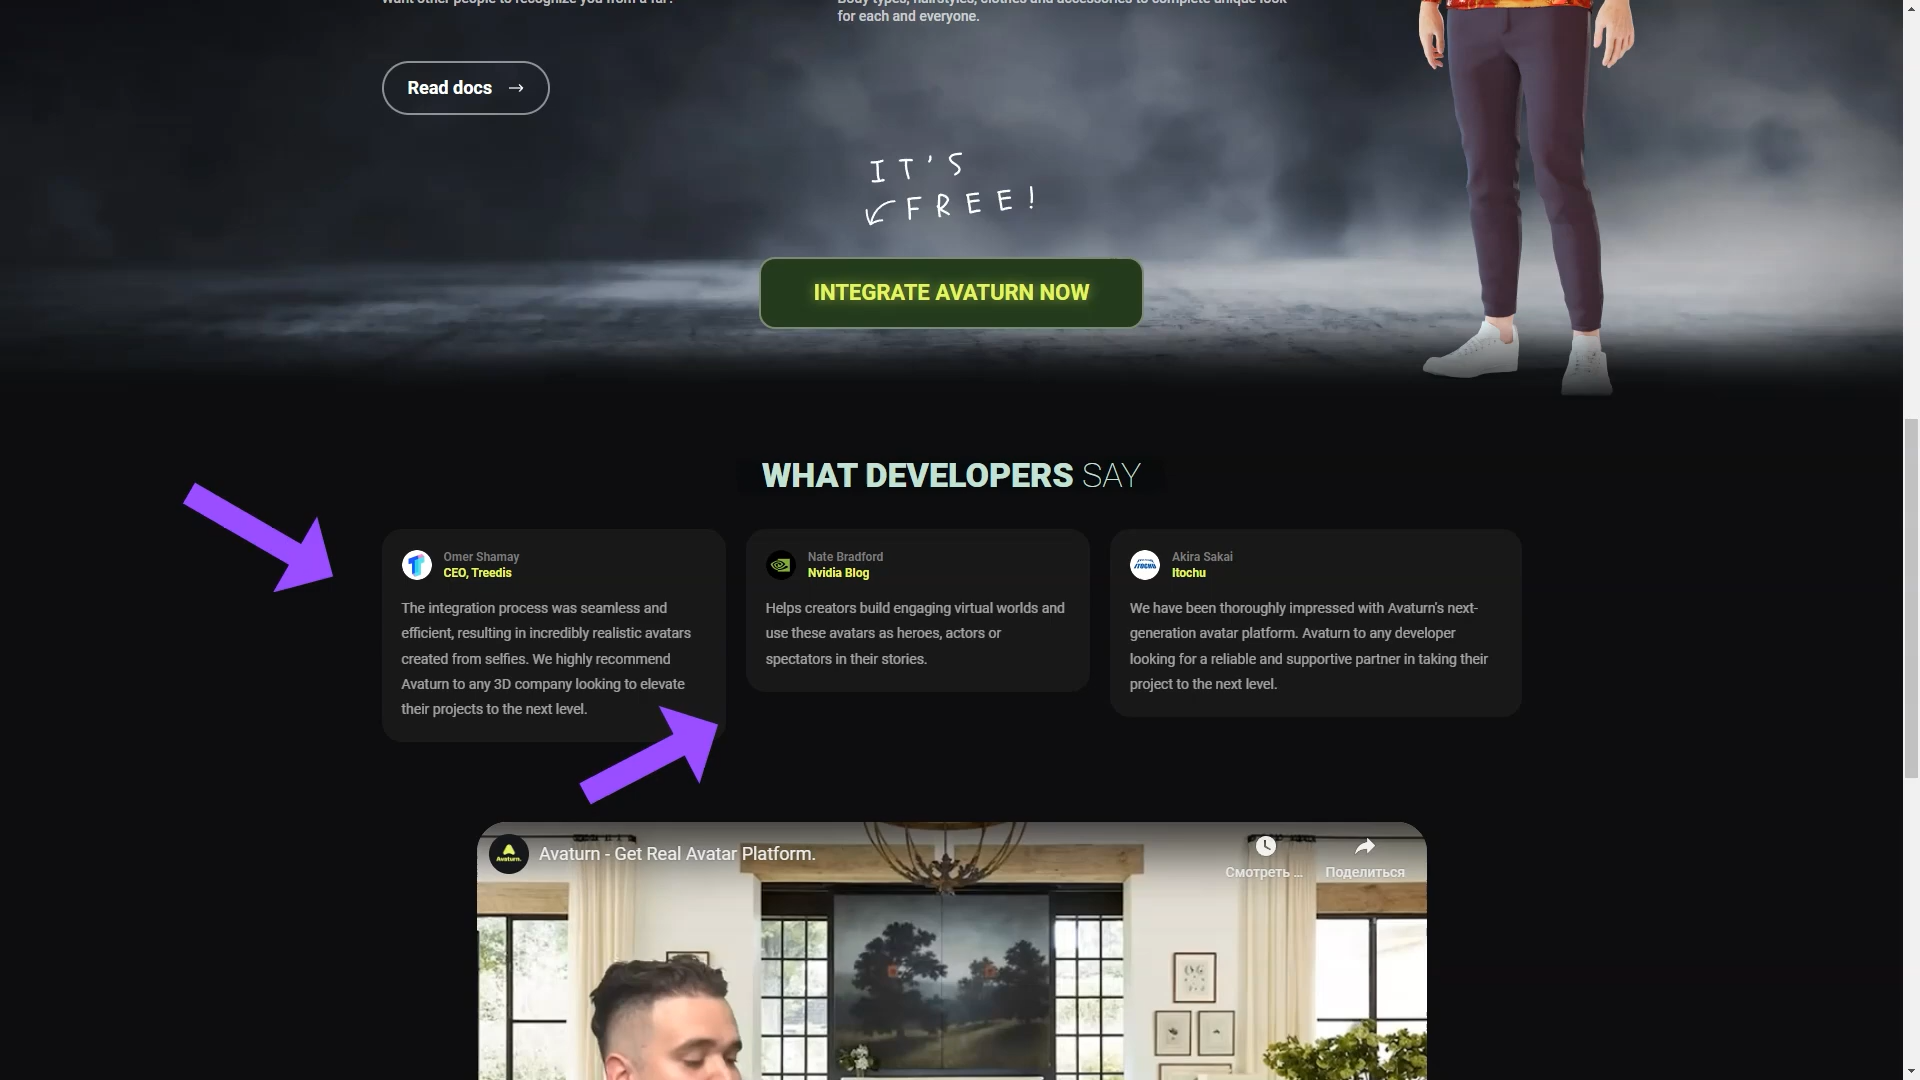 Want other people to recognize you from a far?
Body types, hairstyles, clothes and accessories to complete unique look
for each and everyone.
Read docs →
IT'S
FREE!
INTEGRATE AVATURN NOW
WHAT DEVELOPERS SAY
Omer Shamay
CEO, Treedis
The integration process was seamless and
efficient, resulting in incredibly realistic avatars
created from selfies. We highly recommend
Avaturn to any 3D company looking to elevate
their projects to the next level.
Nate Bradford
Nvidia Blog
Helps creators build engaging virtual worlds and
use these avatars as heroes, actors or
spectators in their stories.
ITOCHU
Akira Sakai
Itochu
We have been thoroughly impressed with Avaturn's next-
generation avatar platform. Avaturn to any developer
looking for a reliable and supportive partner in taking their
project to the next level.
Avaturn.
Avaturn - Get Real Avatar Platform.
Смотреть ...
Поделиться